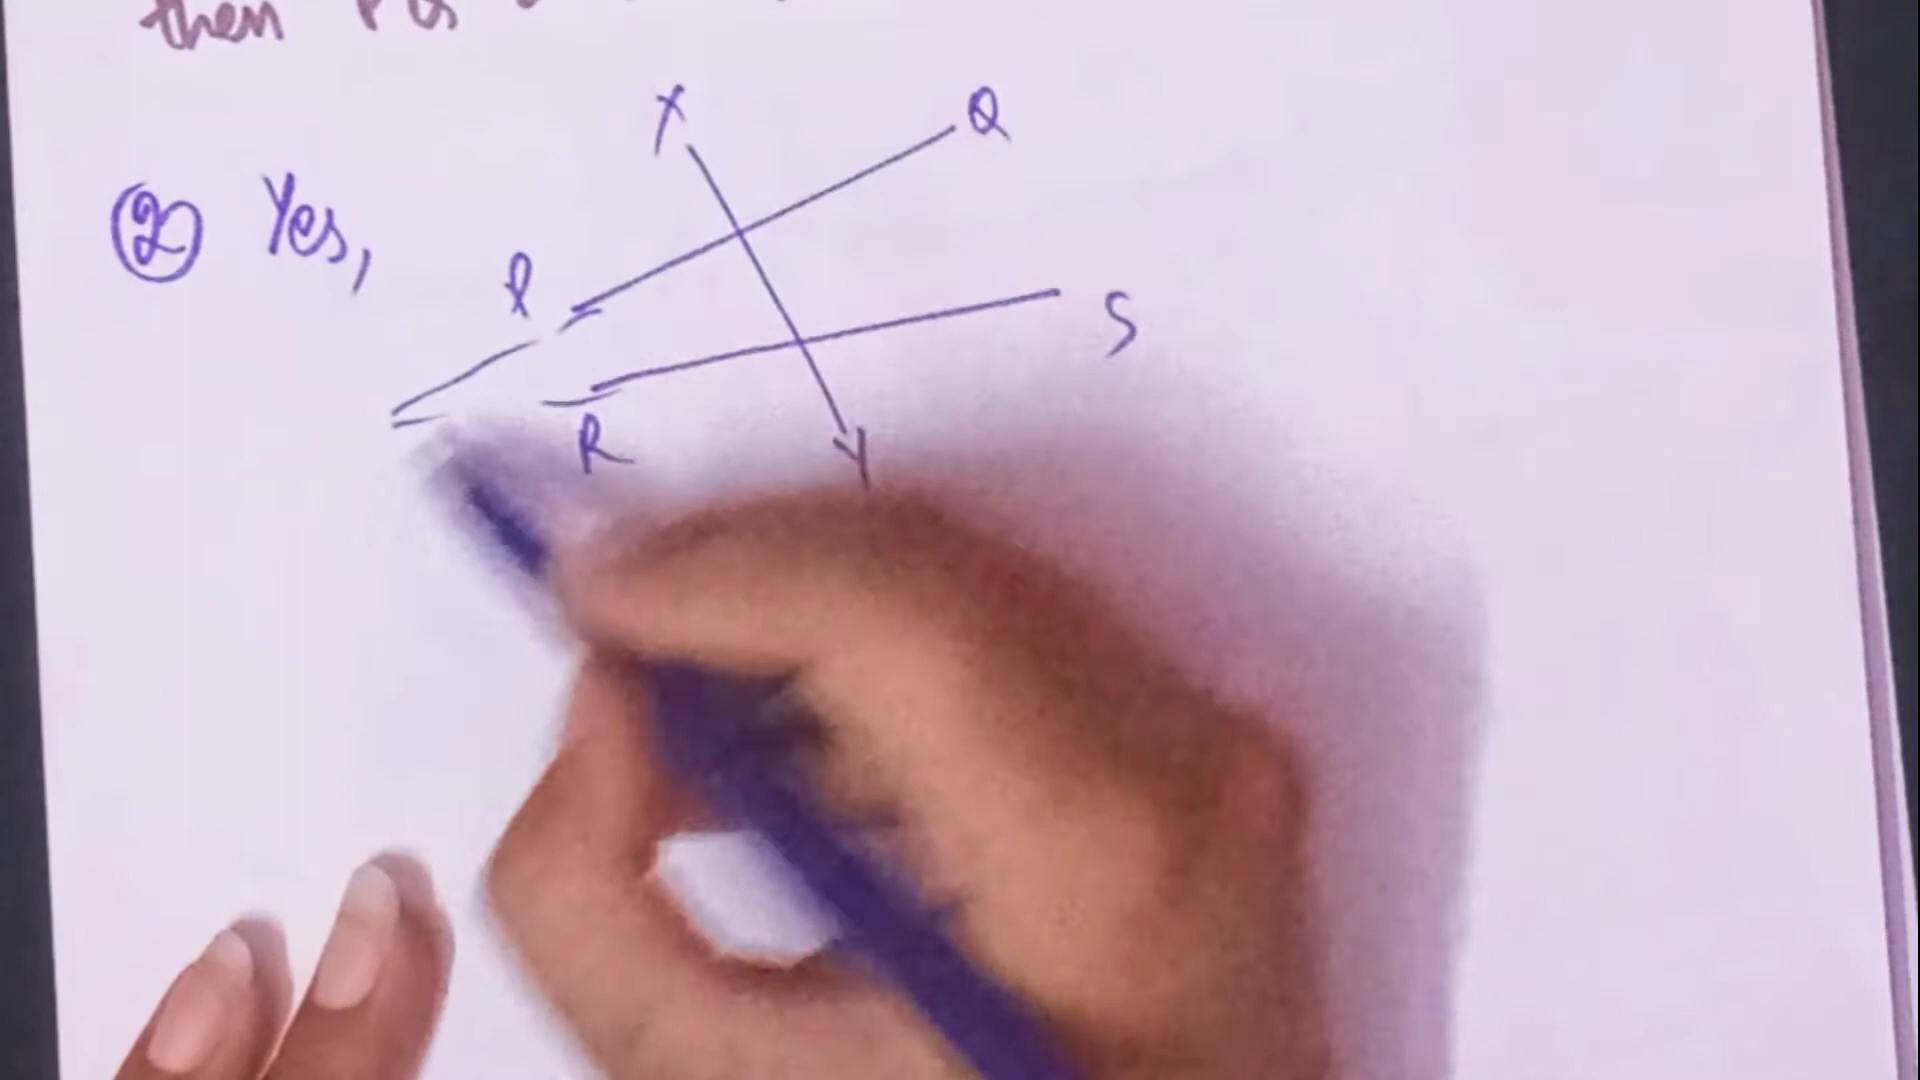 then
X
Q
② Yes,
P
S
R
Y